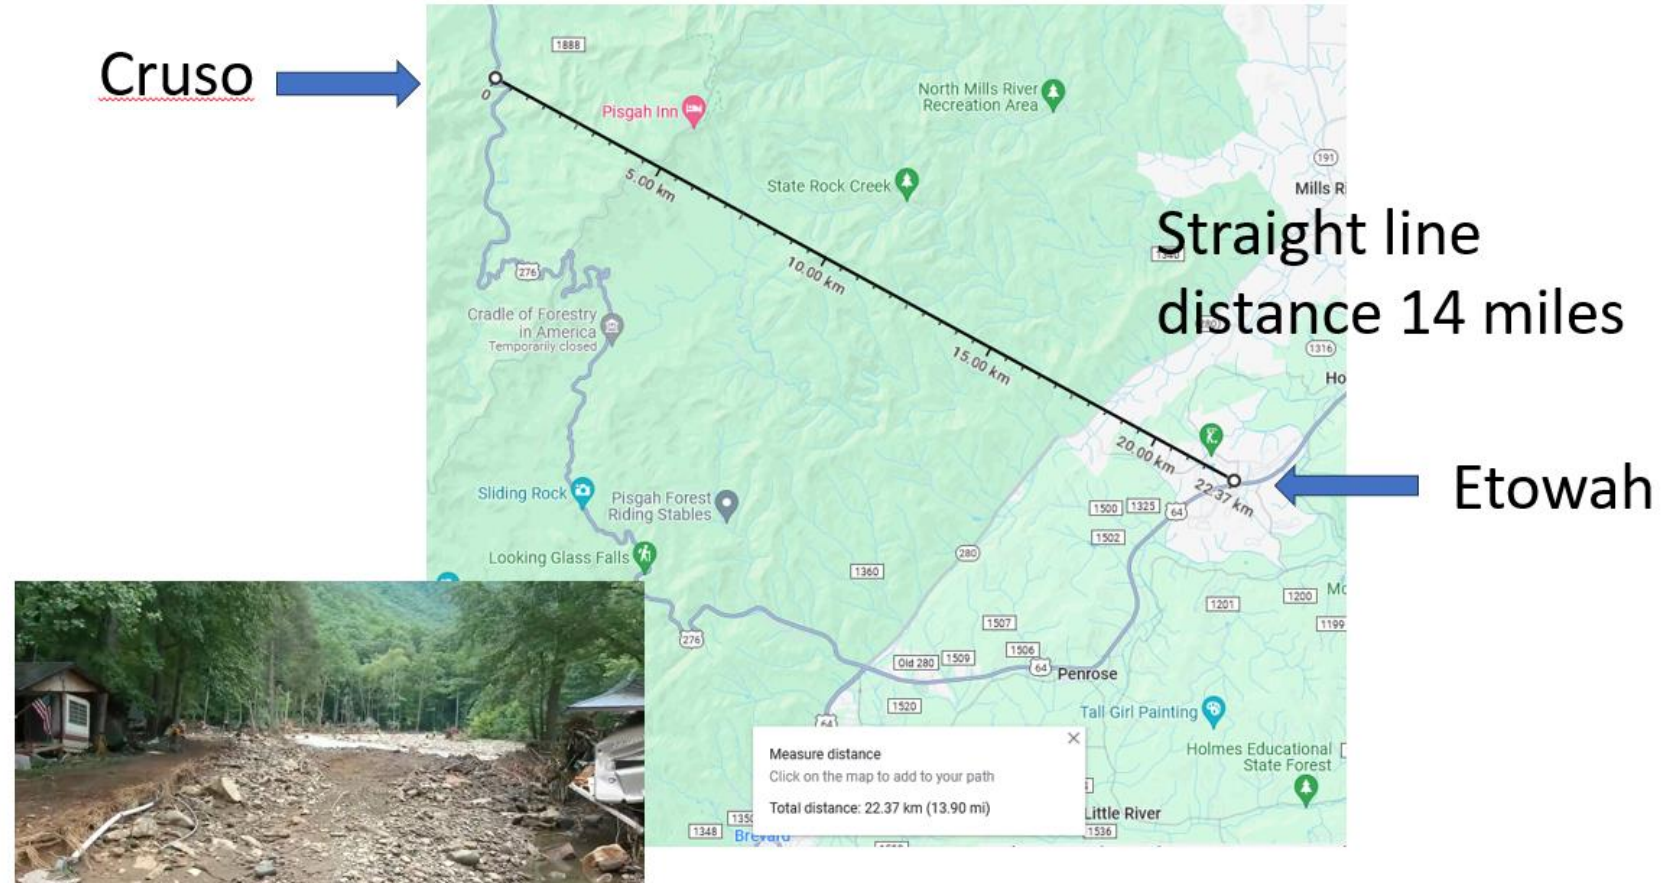 Cruso
1888
0
Pisgah Inn
North Mills River
Recreation Area
191
5.00 km
State Rock Creek
Mills Ri
Straight line
distance 14 miles
276
10.00 km
Cradle of Forestry
in America
Temporarily closed
1316
15.00 km
Ho
20.00 km
22.37 km
Etowah
Sliding Rock
Pisgah Forest
Riding Stables
1500
1325
64
1502
Looking Glass Falls
280
1360
1201
1200
Mo
1199
276
1507
1506
Old 280
1509
64
Penrose
1520
Tall Girl Painting
64
Measure distance
Click on the map to add to your path
Total distance: 22.37 km (13.90 mi)
Holmes Educational
State Forest
Little River
1348
1536
Brevard